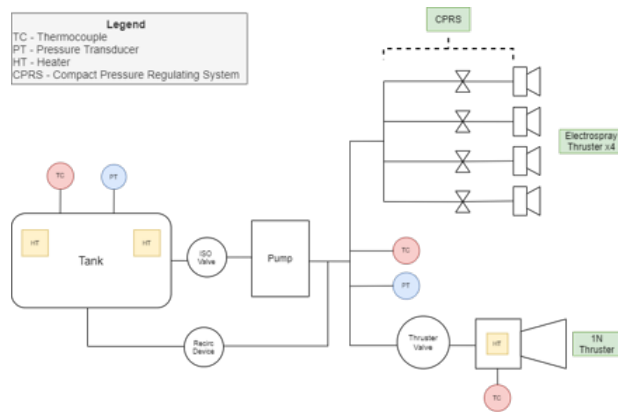 Legend
TC - Thermocouple
PT - Pressure Transducer
HT - Heater
CPRS - Compact Pressure Regulating System
CPRS
Electrospray
Thruster x4
TC
PT
HT
HT
Tank
ISO
Valve
Pump
TC
PT
Recirc
Device
Thruster
Valve
HT
1N
Thruster
TC